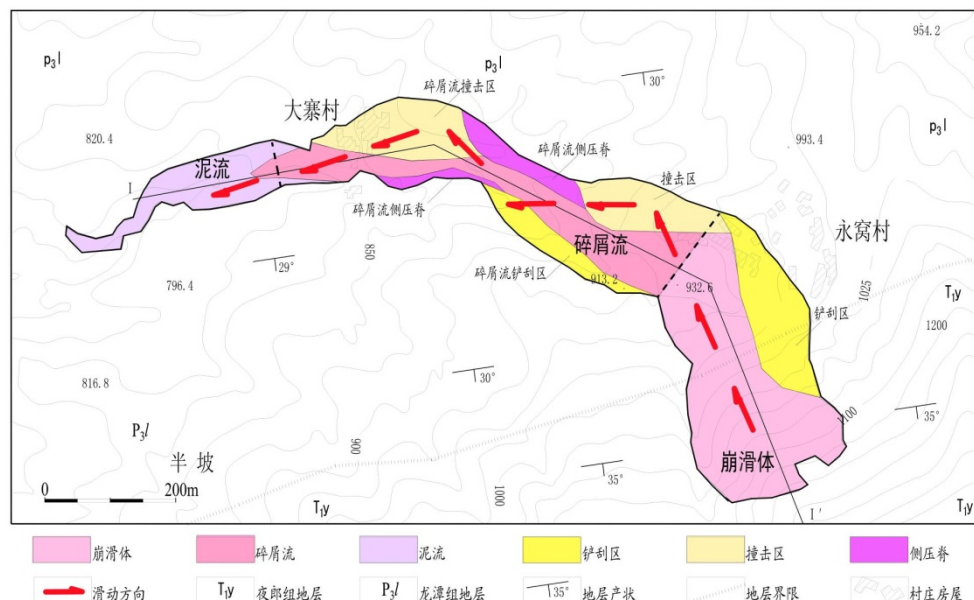 954.2
P₃l
P₃l
30°
碎屑流撞击区
大寨村
820.4
993.4
P₃l
碎屑流侧压脊
泥流
撞击区
I
碎屑流侧压脊
永窝村
碎屑流
850
29°
碎屑流铲刮区
913.2
932.6
796.4
1025
T₁y
铲刮区
1200
30°
816.8
35°
1100
P₃l
半坡
900
崩滑体
0 200m
35°
1000
I'
T₁y
T₁y
崩滑体 碎屑流 泥流 铲刮区 撞击区 侧压脊
滑动方向 T₁y 夜郎组地层 P₃l 龙潭组地层 35° 地层产状 地层界限 村庄房屋